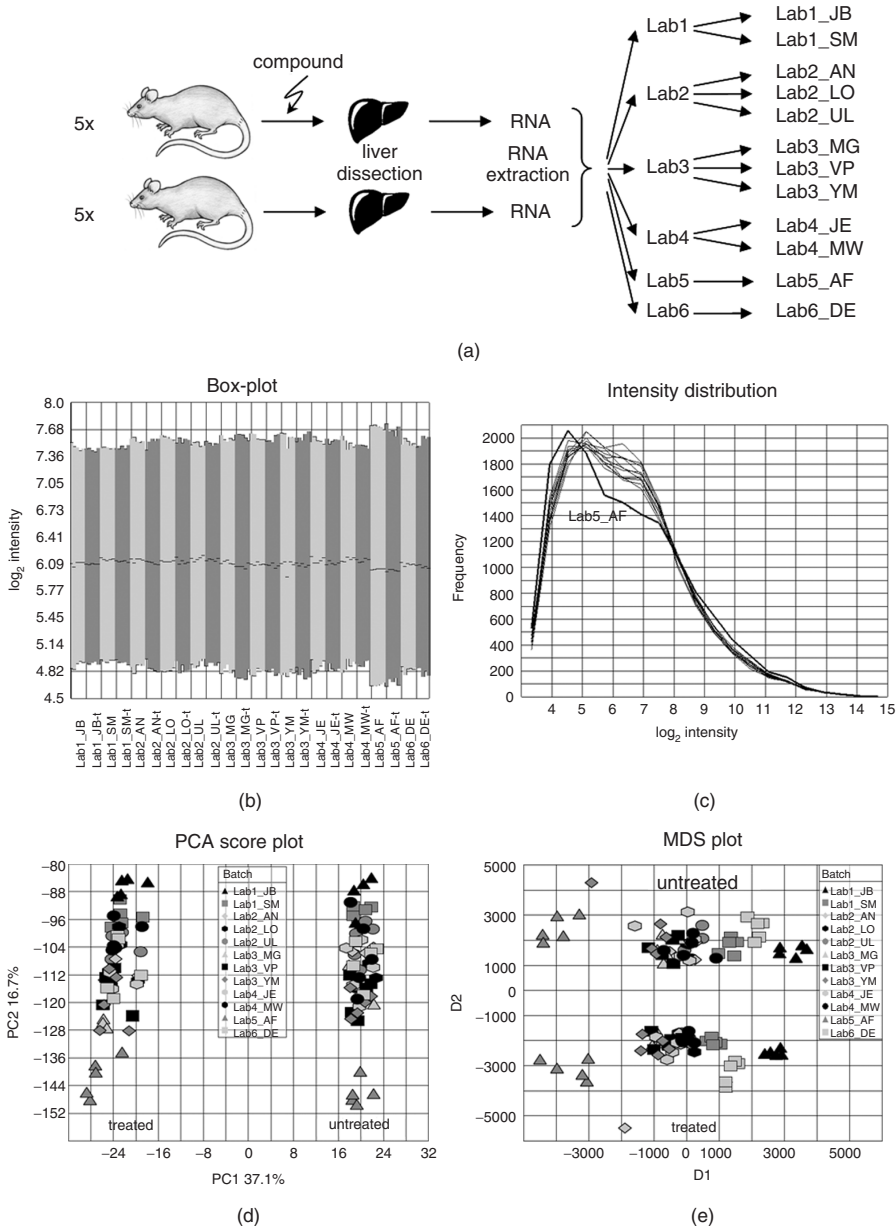 compound
5x
RNA
liver
dissection
RNA
extraction
5x
RNA
Lab1
Lab2
Lab3
Lab4
Lab5
Lab6
Lab1_JB
Lab1_SM
Lab2_AN
Lab2_LO
Lab2_UL
Lab3_MG
Lab3_VP
Lab3_YM
Lab4_JE
Lab4_MW
Lab5_AF
Lab6_DE
(a)
Box-plot
8.0
7.68
7.36
7.05
6.73
6.41
6.09
5.77
5.45
5.14
4.82
4.5
log2 intensity
Lab1_JB
Lab1_JB-t
Lab1_SM
Lab1_SM-t
Lab2_AN
Lab2_AN-t
Lab2_LO
Lab2_LO-t
Lab2_UL
Lab2_UL-t
Lab3_MG
Lab3_MG-t
Lab3_VP
Lab3_VP-t
Lab3_YM
Lab3_YM-t
Lab4_JE
Lab4_JE-t
Lab4_MW
Lab4_MW-t
Lab5_AF
Lab5_AF-t
Lab6_DE
Lab6_DE-t
(b)
Intensity distribution
2000
1800
1600
1400
1200
1000
800
600
400
200
0
Frequency
Lab5_AF
4 5 6 7 8 9 10 11 12 13 14 15
log2 intensity
(c)
PCA score plot
−80
−88
−96
−104
−112
−120
−128
−136
−144
−152
PC2 16.7%
Batch
Lab1_JB
Lab1_SM
Lab2_AN
Lab2_LO
Lab2_UL
Lab3_MG
Lab3_VP
Lab3_YM
Lab4_JE
Lab4_MW
Lab5_AF
Lab6_DE
treated
untreated
−24 −16 −8 0 8 16 24 32
PC1 37.1%
(d)
MDS plot
5000
4000
3000
2000
1000
0
−1000
−2000
−3000
−4000
−5000
D2
untreated
Batch
Lab1_JB
Lab1_SM
Lab2_AN
Lab2_LO
Lab2_UL
Lab3_MG
Lab3_VP
Lab3_YM
Lab4_JE
Lab4_MW
Lab5_AF
Lab6_DE
treated
−3000 −1000 0 1000 3000 5000
D1
(e)